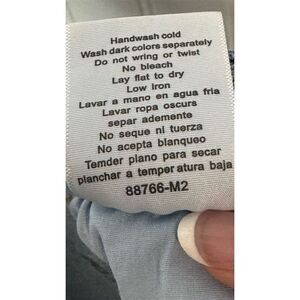 Handwash cold
Wash dark colors separately
Do not wring or twist
No bleach
Lay flat to dry
Low iron
Lavar a mano en agua fria
Lavar ropa oscurs
separ ademente
No seque ni tuerza
No acepta blanqueo
Temder plano para secar
planchar a temper atura baja
88766-M2